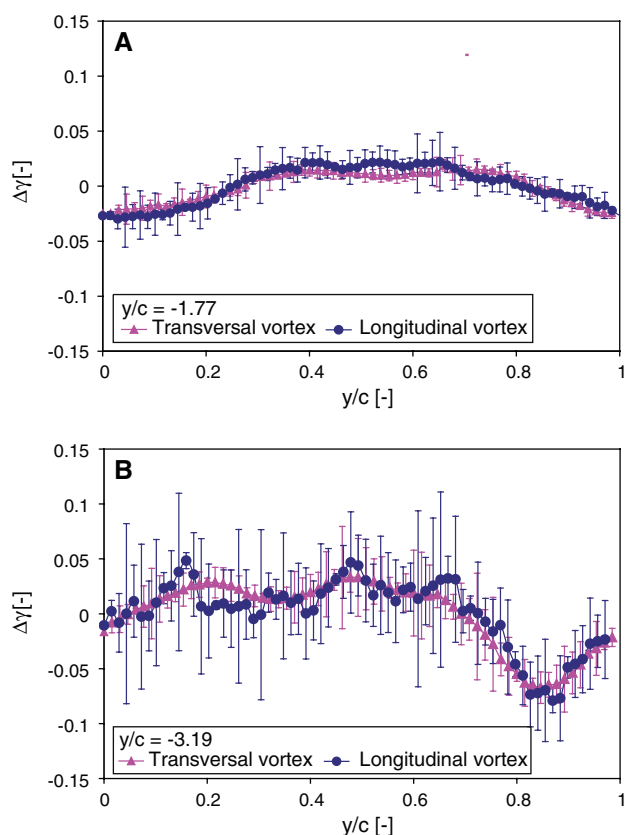 A
0.15
0.1
0.05
0
-0.05
-0.1
-0.15
Δγ[-]
y/c = -1.77
Transversal vortex Longitudinal vortex
0 0.2 0.4 0.6 0.8 1
y/c [-]
B
0.15
0.1
0.05
0
-0.05
-0.1
-0.15
Δγ[-]
y/c = -3.19
Transversal vortex Longitudinal vortex
0 0.2 0.4 0.6 0.8 1
y/c [-]